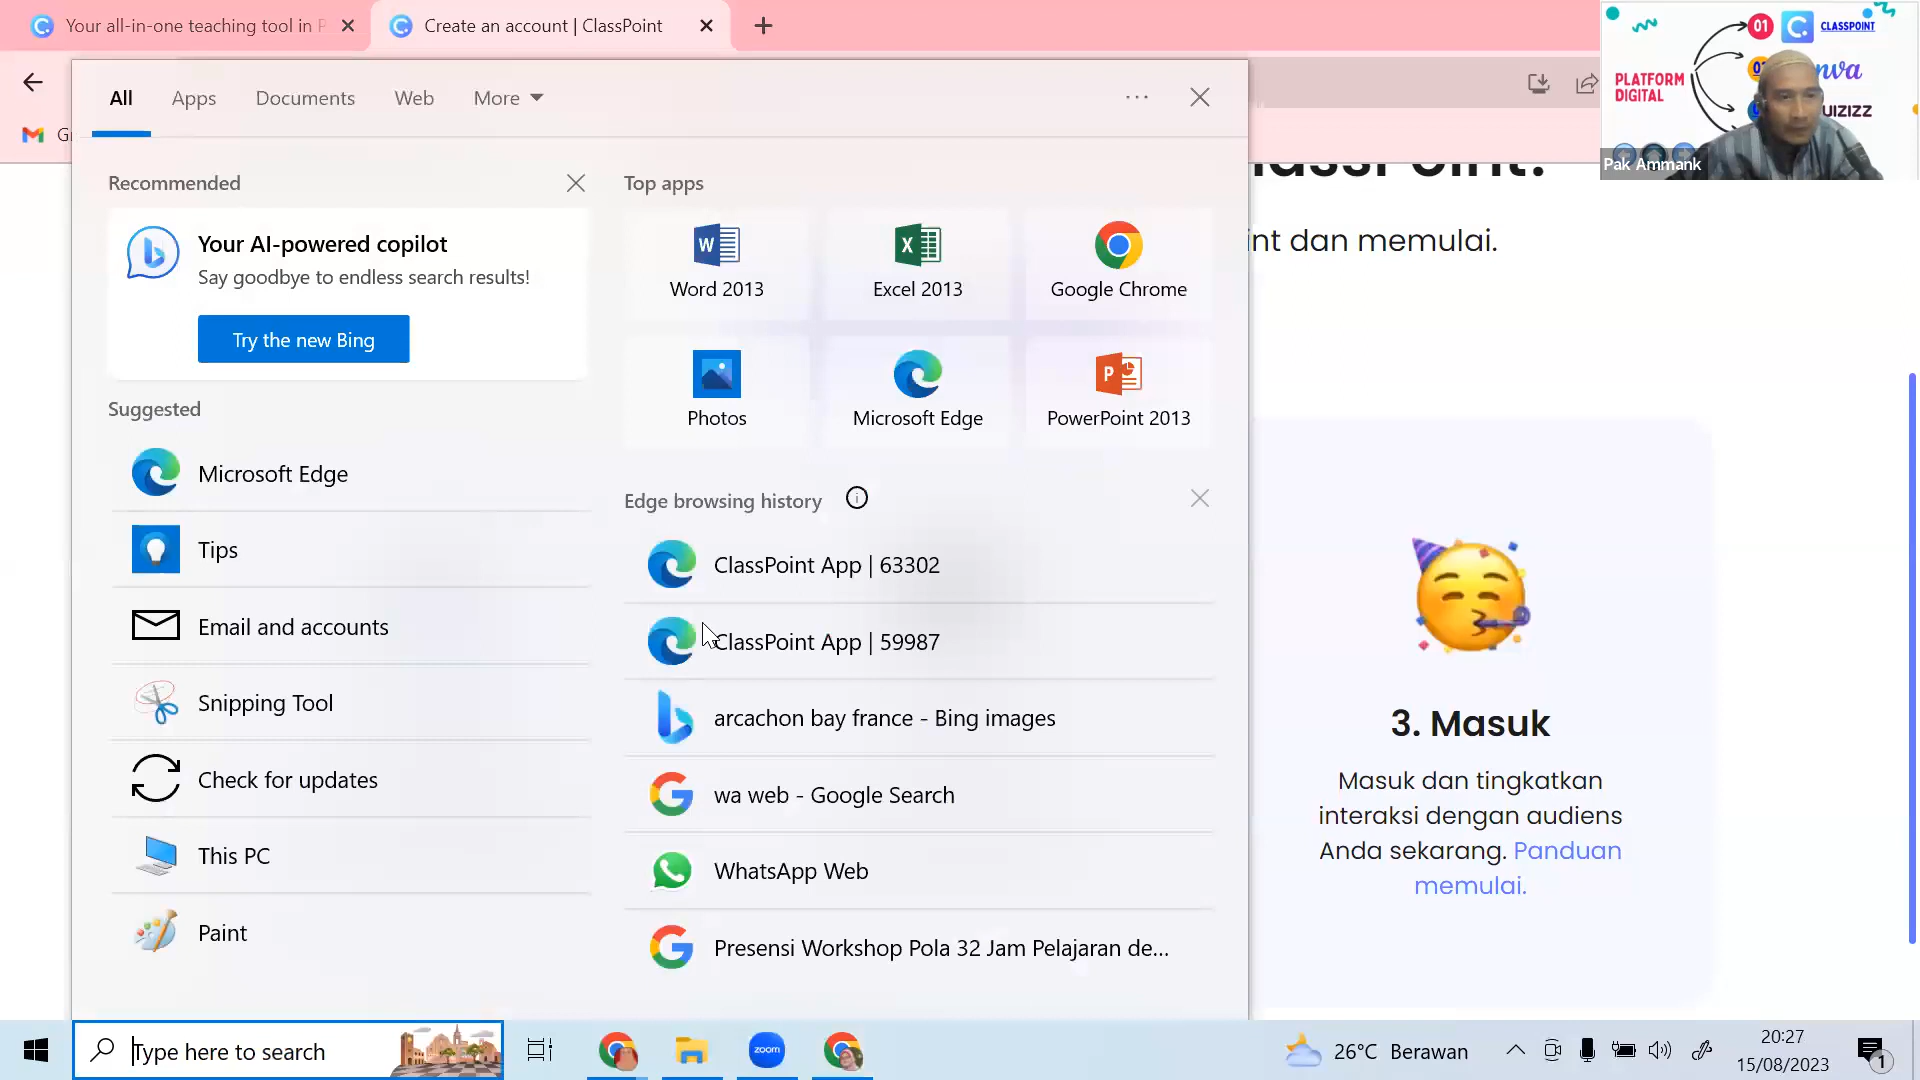 Your all-in-one teaching tool in P
Create an account | ClassPoint
All
Apps
Documents
Web
More
Recommended
Your AI-powered copilot
Say goodbye to endless search results!
Try the new Bing
Suggested
Microsoft Edge
Tips
Email and accounts
Snipping Tool
Check for updates
This PC
Paint
Top apps
Word 2013
Excel 2013
Google Chrome
Photos
Microsoft Edge
PowerPoint 2013
Edge browsing history
ClassPoint App | 63302
ClassPoint App | 59987
arcachon bay france - Bing images
wa web - Google Search
WhatsApp Web
Presensi Workshop Pola 32 Jam Pelajaran de...
int dan memulai.
3. Masuk
Masuk dan tingkatkan
interaksi dengan audiens
Anda sekarang. Panduan
memulai.
PLATFORM
DIGITAL
01
CLASSPOINT
Pak Ammank
Type here to search
zoom
26°C Berawan
20:27
15/08/2023
1